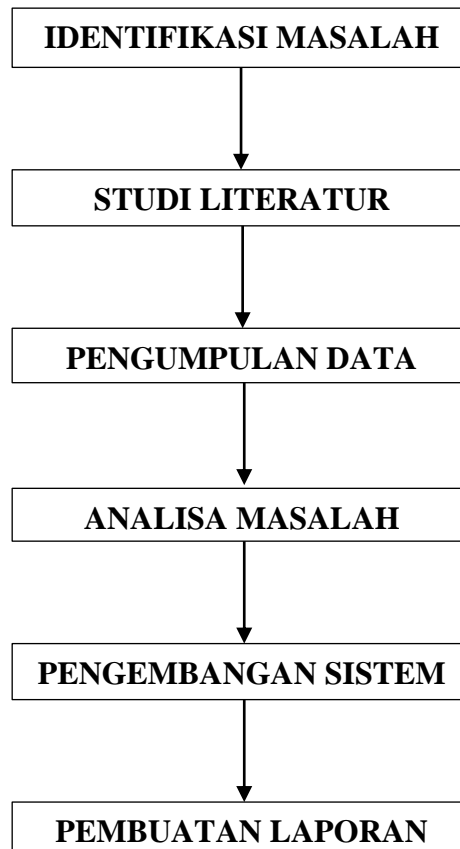 IDENTIFIKASI MASALAH
STUDI LITERATUR
PENGUMPULAN DATA
ANALISA MASALAH
PENGEMBANGAN SISTEM
PEMBUATAN LAPORAN